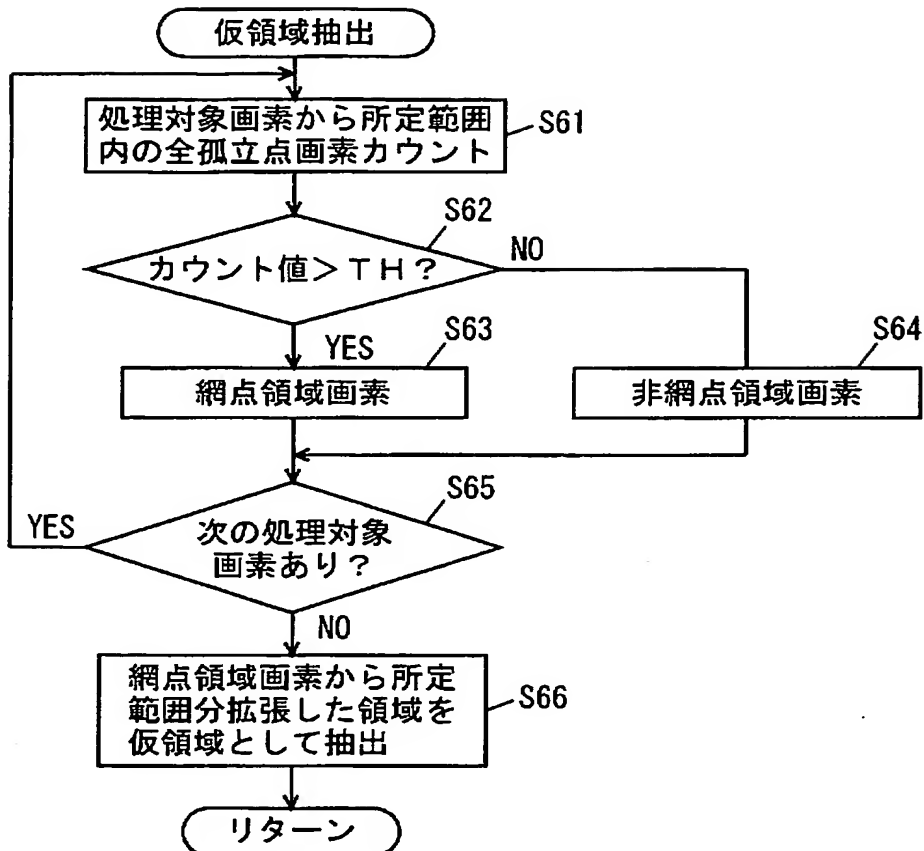 仮領域抽出
処理対象画素から所定範囲
内の全孤立点画素カウント
S61
S62
カウント値>TH?
NO
YES
S63
網点領域画素
S64
非網点領域画素
S65
YES
次の処理対象
画素あり?
NO
網点領域画素から所定
範囲分拡張した領域を
仮領域として抽出
S66
リターン